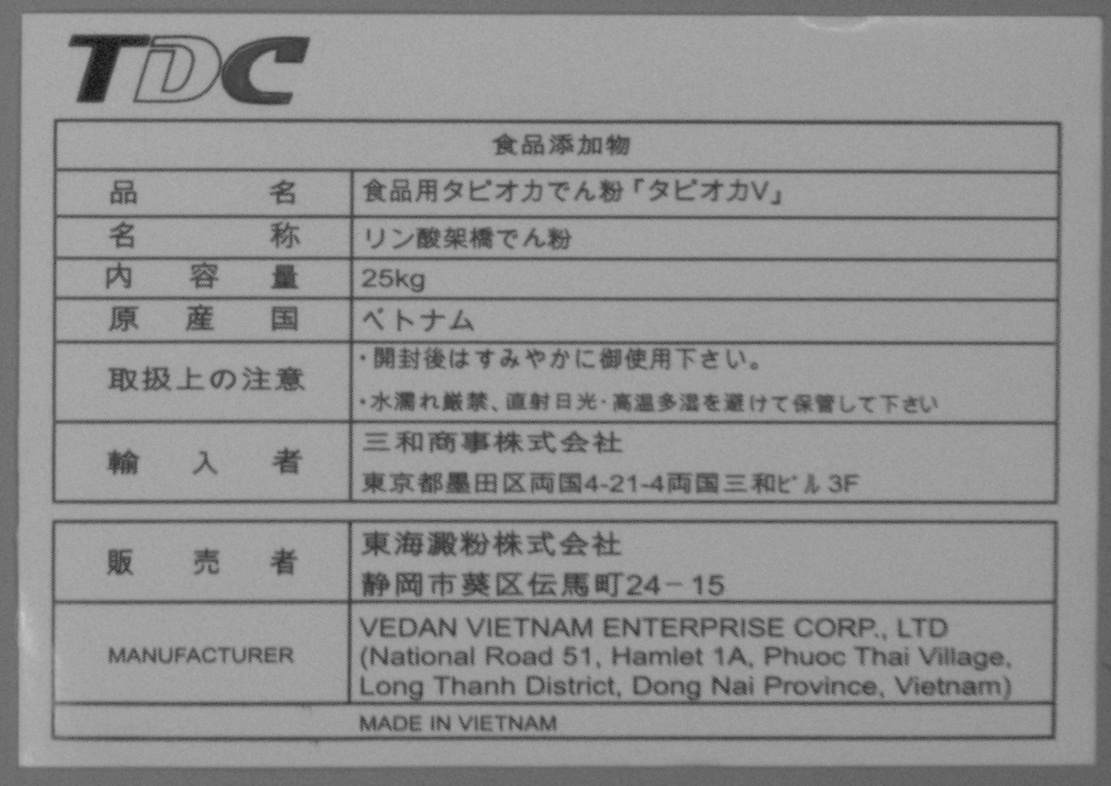 TDC
食品添加物
品名 食品用タピオカでん粉「タピオカV」
名称 リン酸架橋でん粉
内容量 25kg
原産国 ベトナム
取扱上の注意 ・開封後はすみやかに御使用下さい。
・水濡れ厳禁、直射日光・高温多湿を避けて保管して下さい
輸入者 三和商事株式会社
東京都墨田区両国4-21-4両国三和ビル3F
販売者 東海澱粉株式会社
静岡市葵区伝馬町24－15
MANUFACTURER VEDAN VIETNAM ENTERPRISE CORP., LTD
(National Road 51, Hamlet 1A, Phuoc Thai Village,
Long Thanh District, Dong Nai Province, Vietnam)
MADE IN VIETNAM